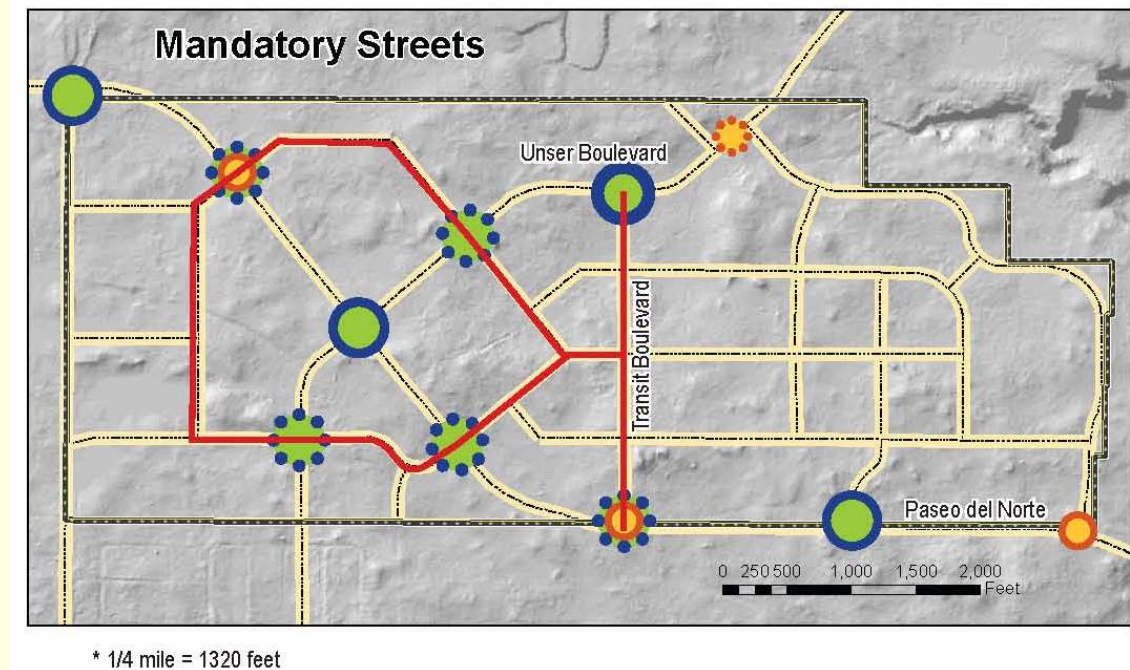 Mandatory Streets
Unser Boulevard
Transit Boulevard
Paseo del Norte
0 250 500 1,000 1,500 2,000
Feet
* 1/4 mile = 1320 feet